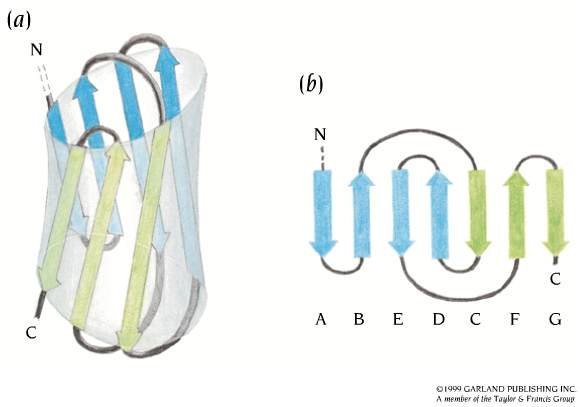 (a)
N
C
(b)
N
C
A B E D C F G
©1999 GARLAND PUBLISHING INC.
A member of the Taylor & Francis Group